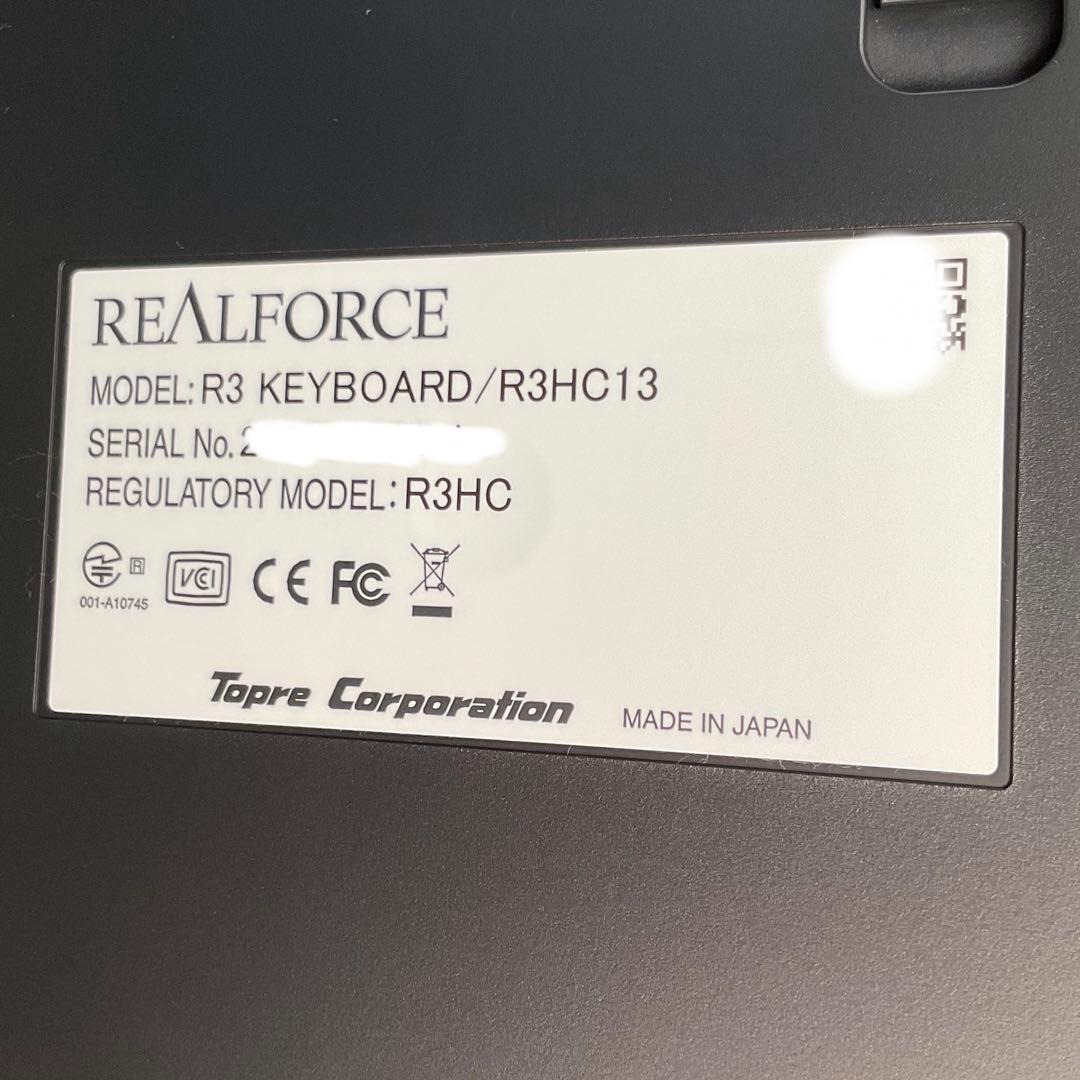 REALFORCE
MODEL: R3 KEYBOARD/R3HC13
SERIAL No. 2
REGULATORY MODEL: R3HC
R VCI CE FC
001-A10745
Topre Corporation MADE IN JAPAN